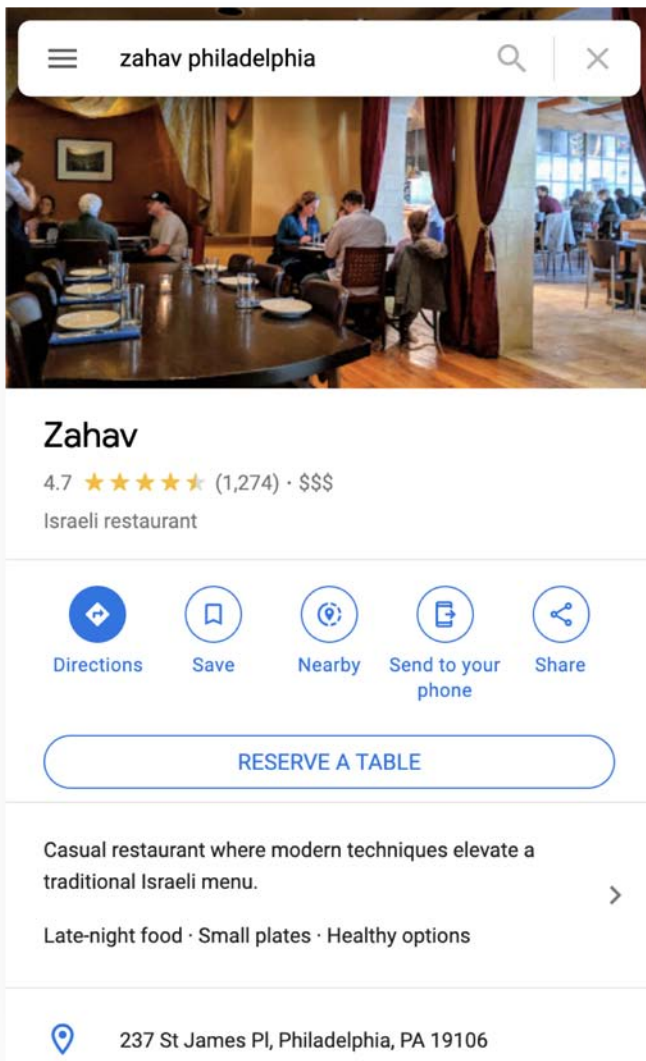 zahav philadelphia
Zahav
4.7 (1,274) · $$$
Israeli restaurant
Directions Save Nearby Send to your phone Share
RESERVE A TABLE
Casual restaurant where modern techniques elevate a
traditional Israeli menu.
Late-night food · Small plates · Healthy options
237 St James Pl, Philadelphia, PA 19106